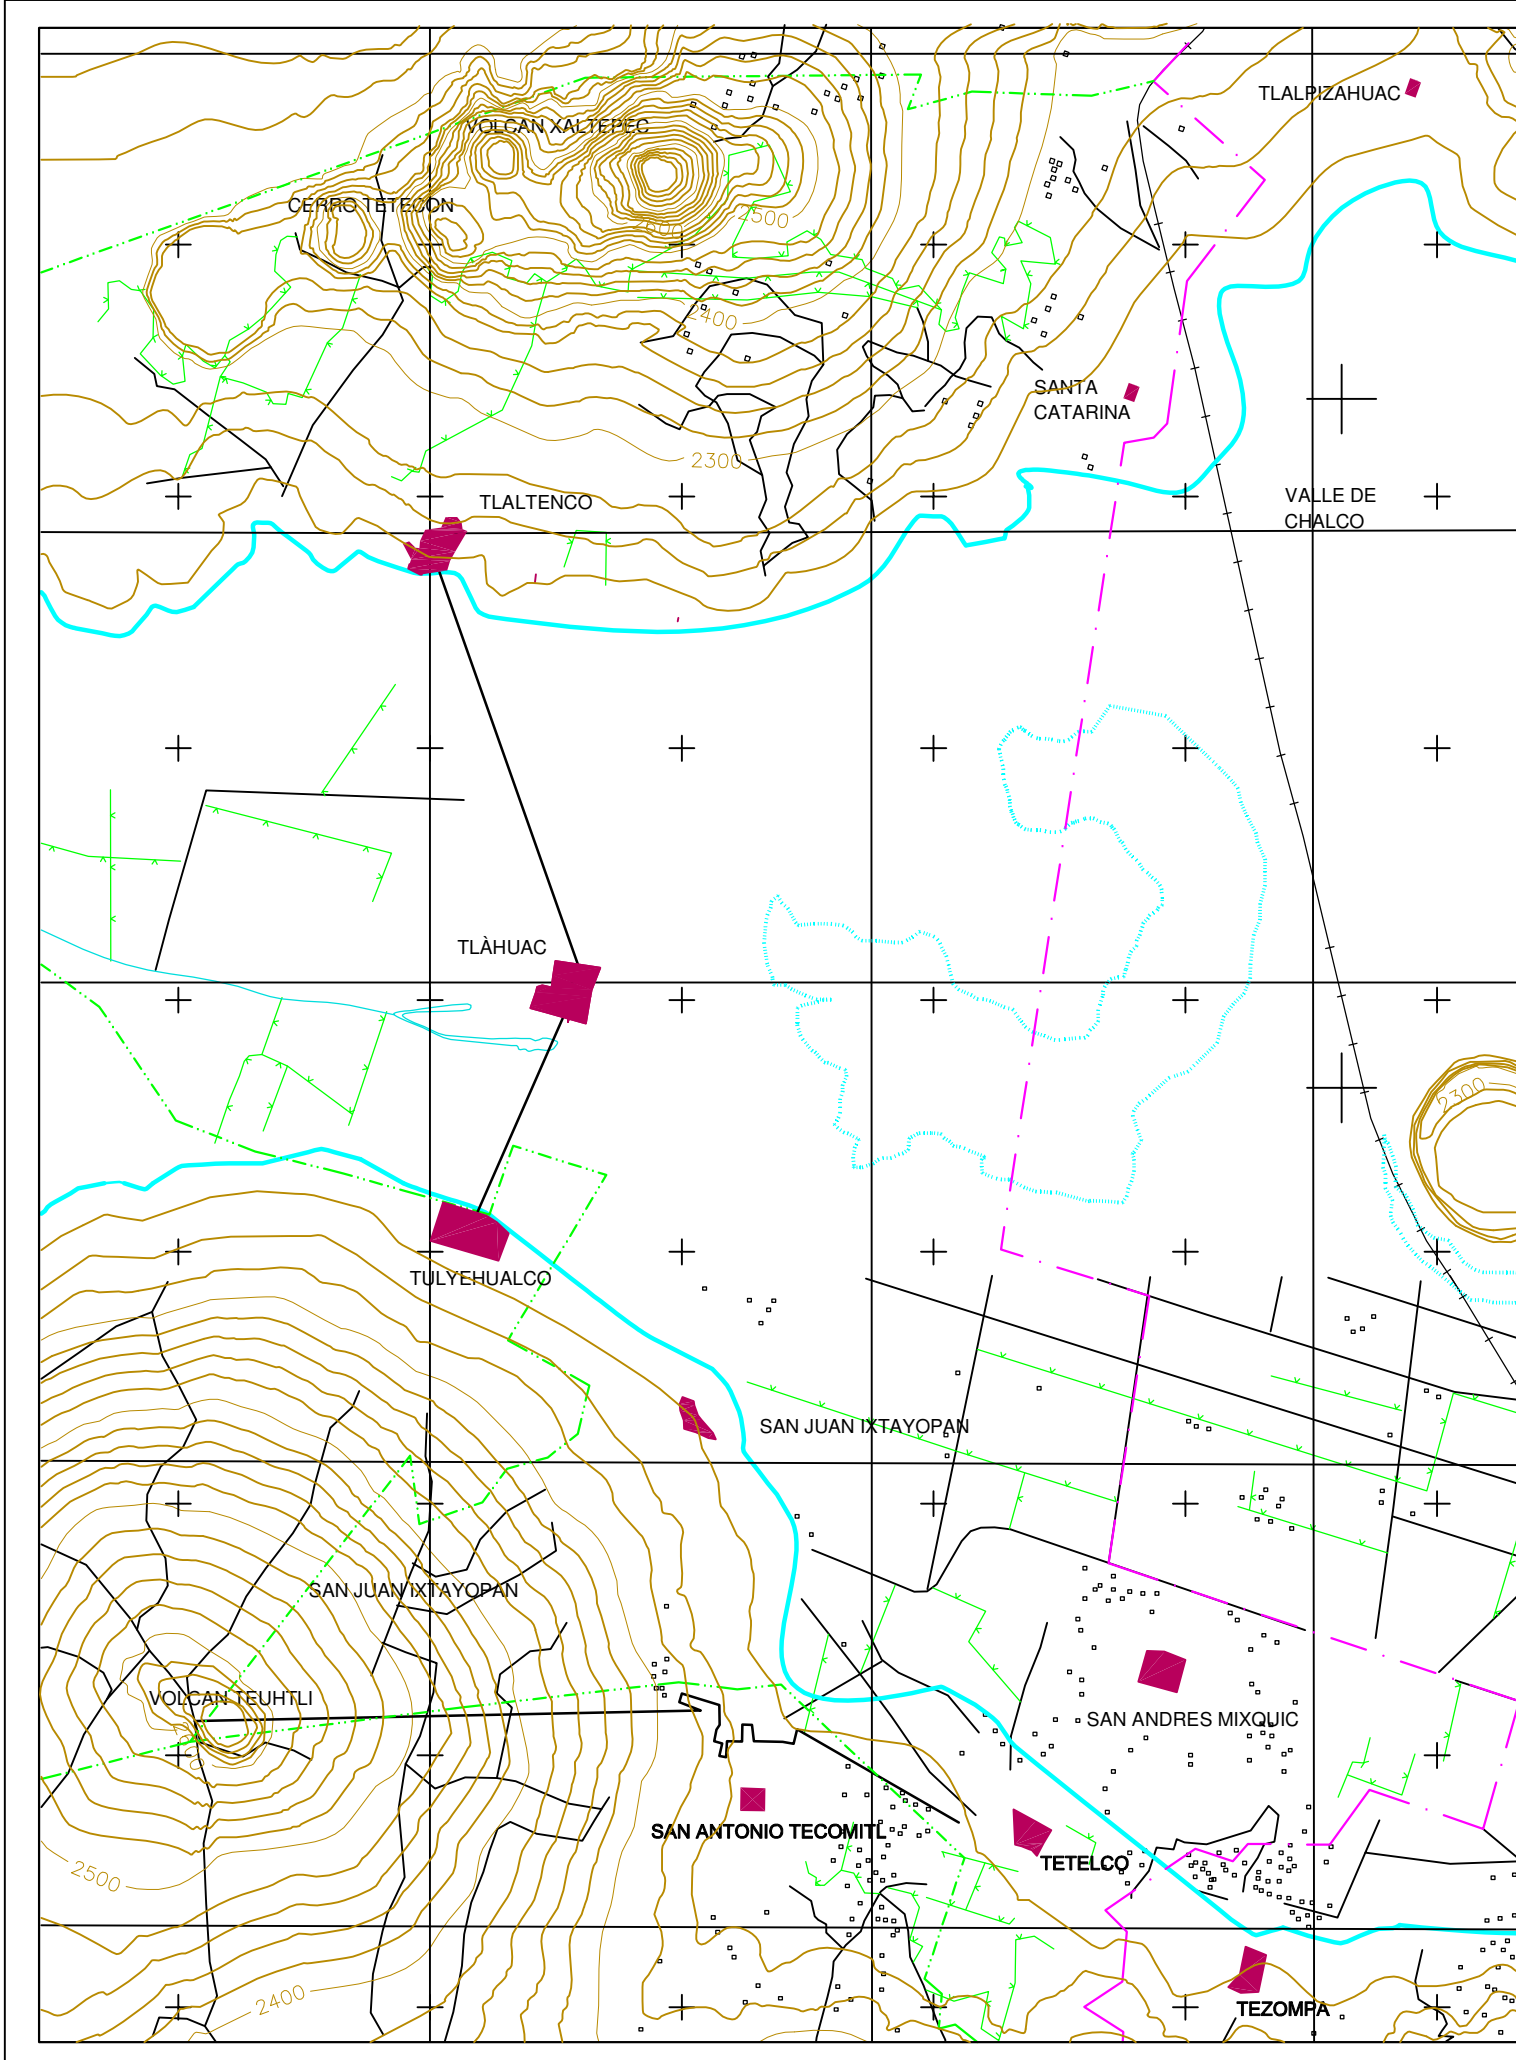 TLALPIZAHUAC
VOLCAN XALTEPEC
CERRO TETECON
2500
2600
2400
SANTA
CATARINA
2300
TLALTENCO
VALLE DE
CHALCO
TLÀHUAC
2300
TULYEHUALCO
SAN JUAN IXTAYOPAN
SAN JUAN IXTAYOPAN
VOLCAN TEUHTLI
SAN ANDRES MIXQUIC
SAN ANTONIO TECOMITL
TETELCO
2500
2400
TEZOMPA